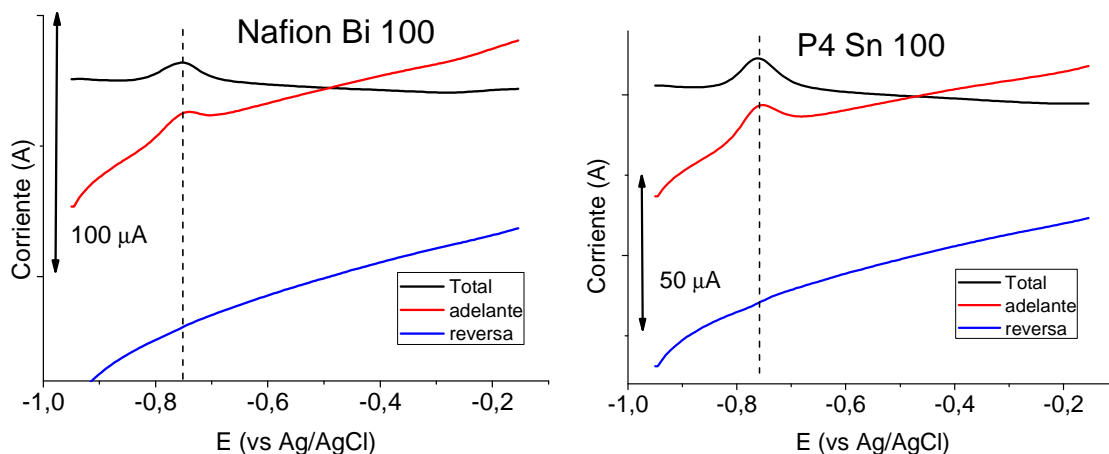 Nafion Bi 100
Corriente (A)
100 μA
Total
adelante
reversa
-1,0 -0,8 -0,6 -0,4 -0,2
E (vs Ag/AgCl)
P4 Sn 100
Corriente (A)
50 μA
Total
adelante
reversa
-1,0 -0,8 -0,6 -0,4 -0,2
E (vs Ag/AgCl)